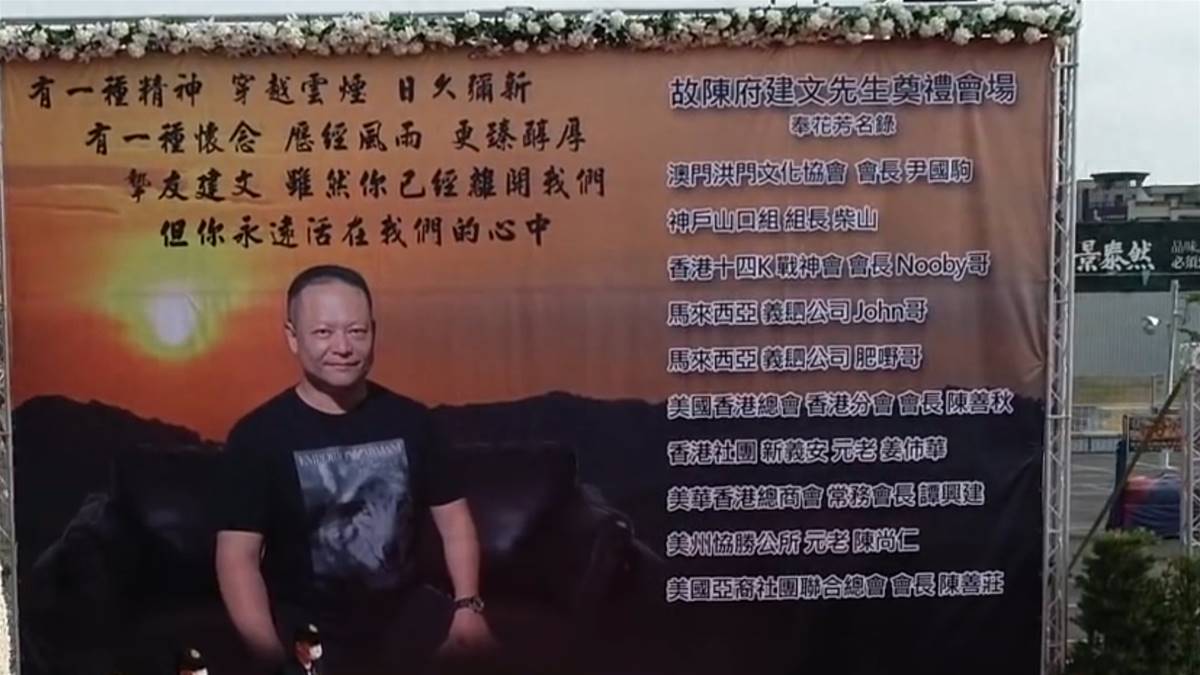 有一種精神 穿越雲煙 日久彌新
有一種懷念 歷經風雨 更臻醇厚
摯友建文 雖然你已經離開我們
但你永遠活在我們的心中
故陳府建文先生奠禮會場
奉花芳名錄
澳門洪門文化協會 會長 尹國駒
神戶山口組 組長 柴山
香港十四K 戰神會 會長 Nooby哥
馬來西亞 義𫩥公司 John哥
馬來西亞 義𫩥公司 肥嘢哥
美國香港總會 香港分會 會長 陳善秋
香港社團 新義安 元老 姜伂華
美華香港總商會 常務會長 譚興建
美州協勝公所 元老 陳尚仁
美國亞裔社團聯合總會 會長 陳善莊
景泰然
品味
必須